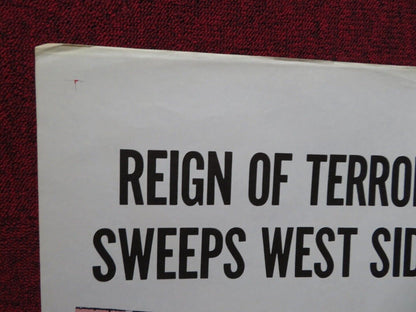 REIGN OF TERRO
SWEEPS WEST SID